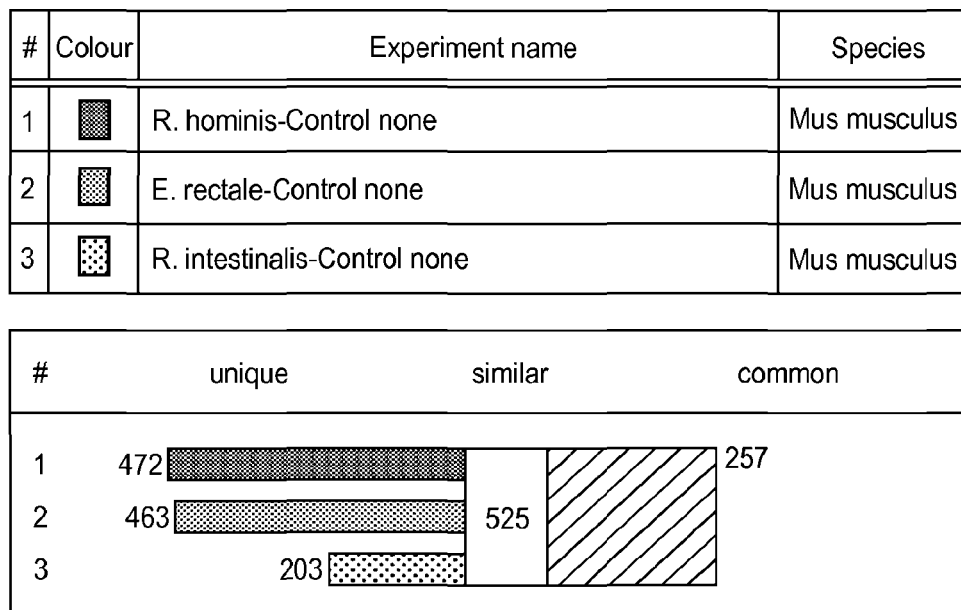 # Colour Experiment name Species
1 R. hominis-Control none Mus musculus
2 E. rectale-Control none Mus musculus
3 R. intestinalis-Control none Mus musculus
# unique similar common
1 472 257
2 463 525
3 203